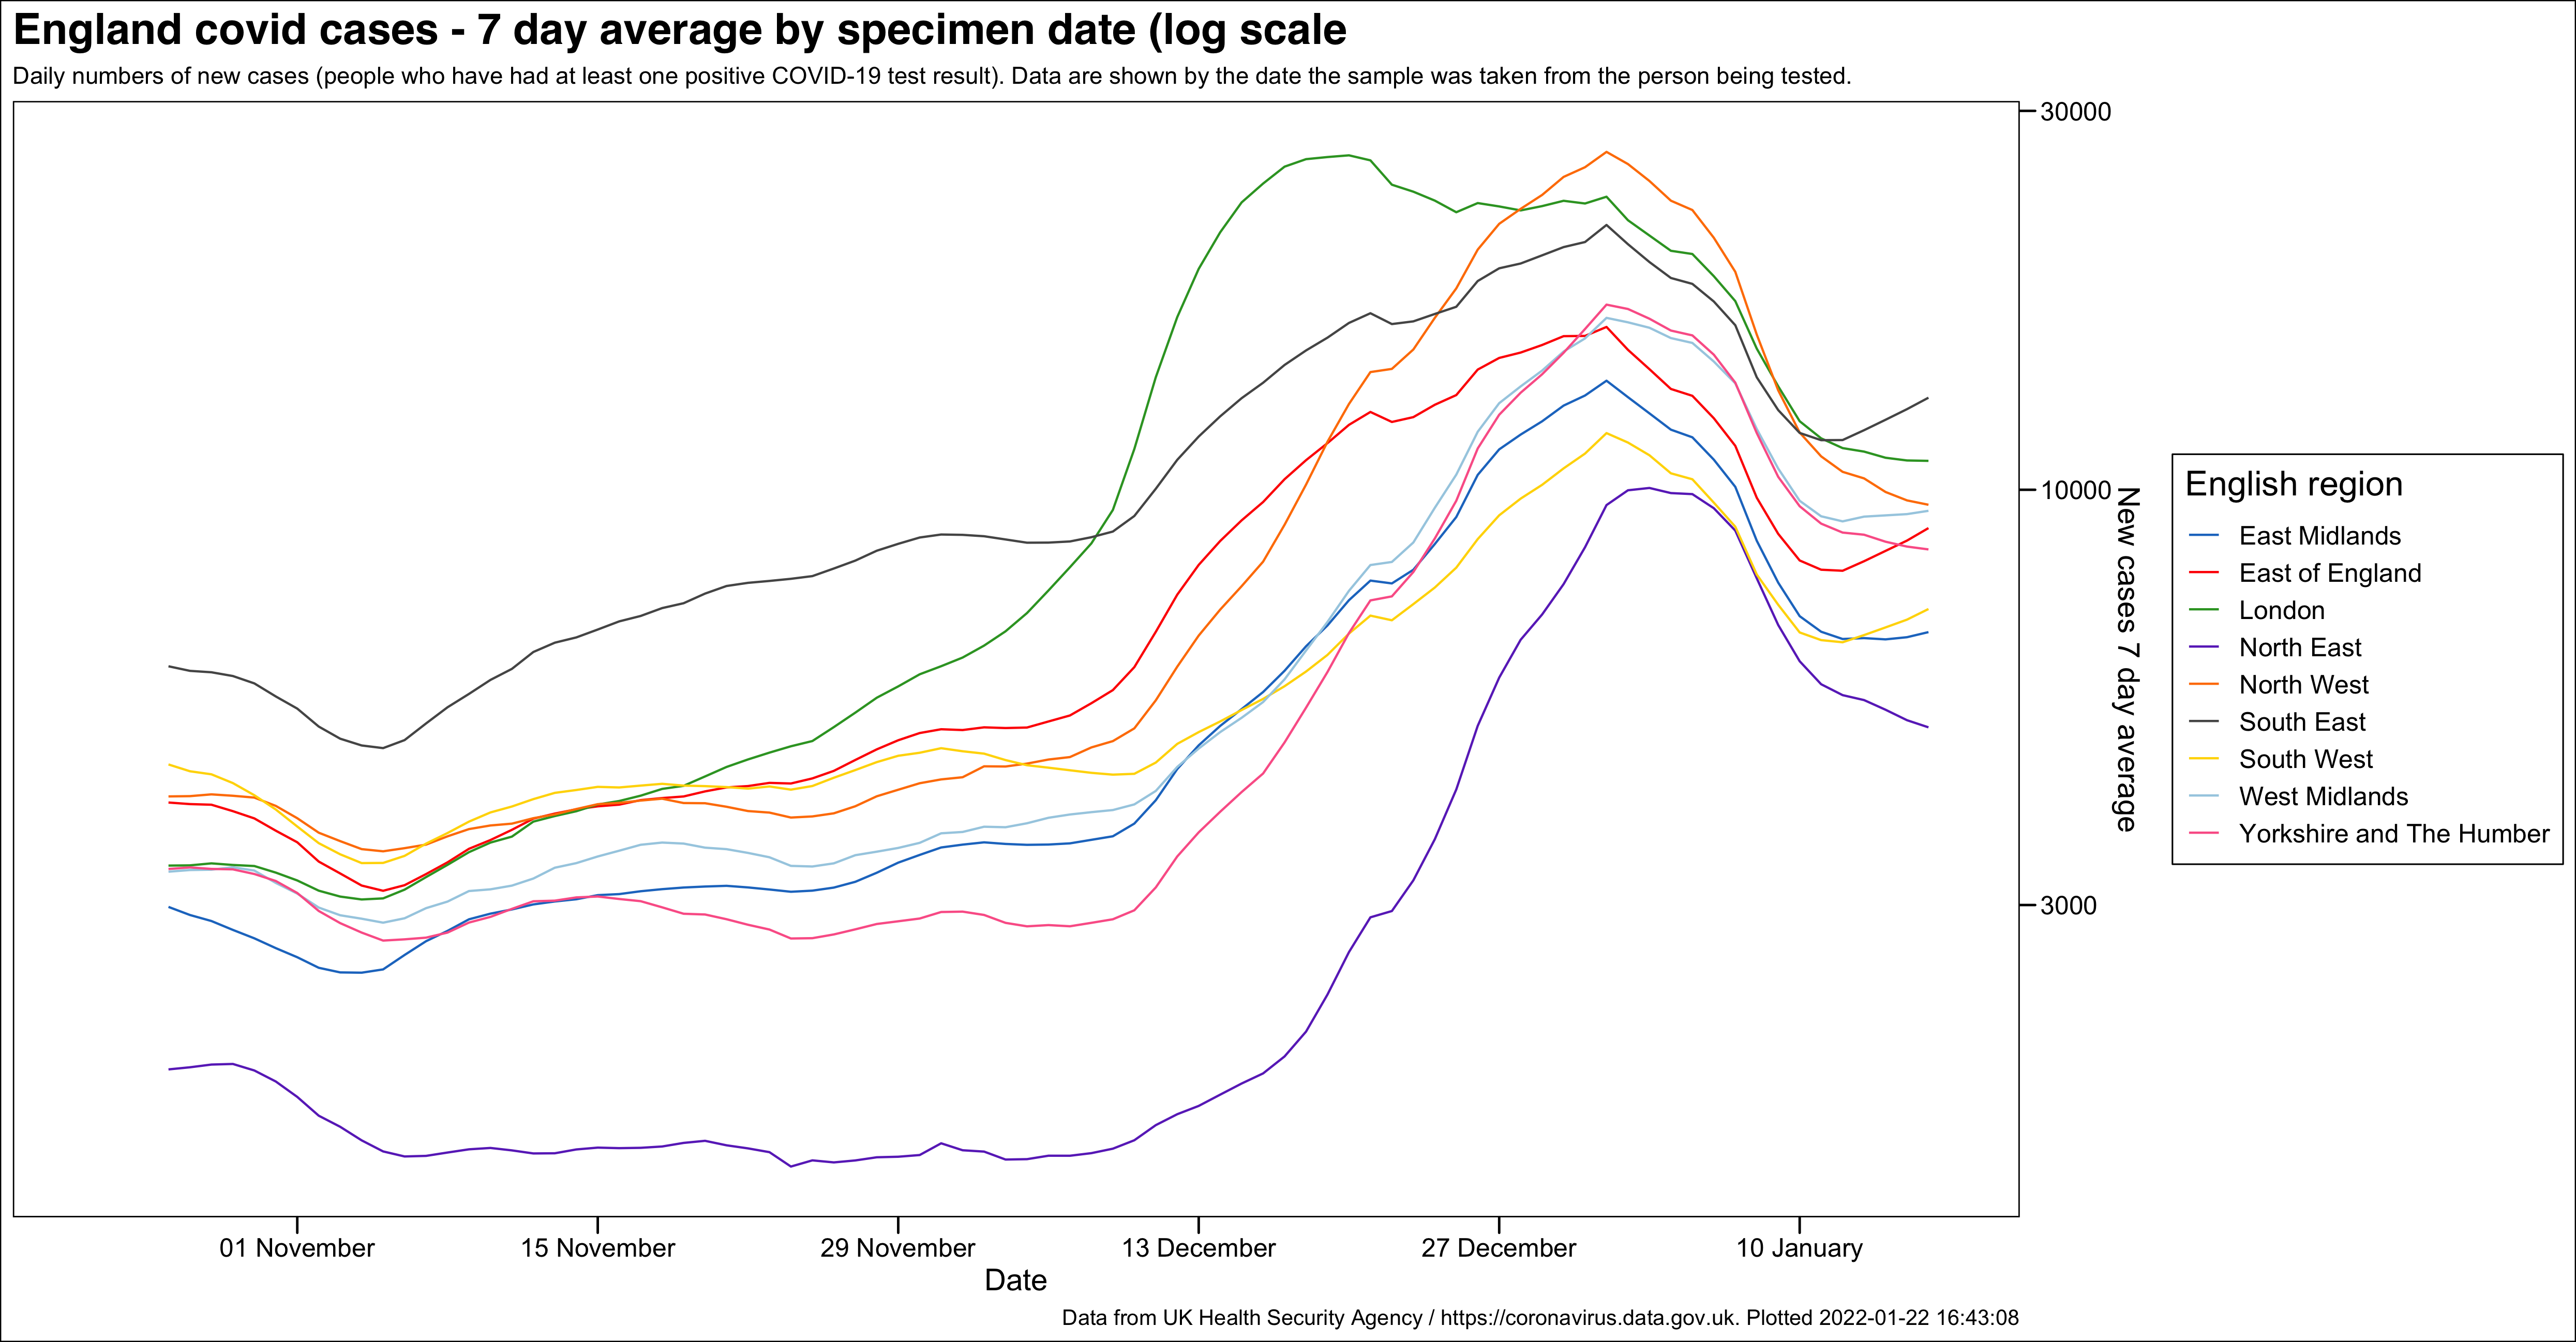 England covid cases - 7 day average by specimen date (log scale
Daily numbers of new cases (people who have had at least one positive COVID-19 test result). Data are shown by the date the sample was taken from the person being tested.
30000
10000
3000
New cases 7 day average
English region
East Midlands
East of England
London
North East
North West
South East
South West
West Midlands
Yorkshire and The Humber
01 November
15 November
29 November
13 December
27 December
10 January
Date
Data from UK Health Security Agency / https://coronavirus.data.gov.uk. Plotted 2022-01-22 16:43:08